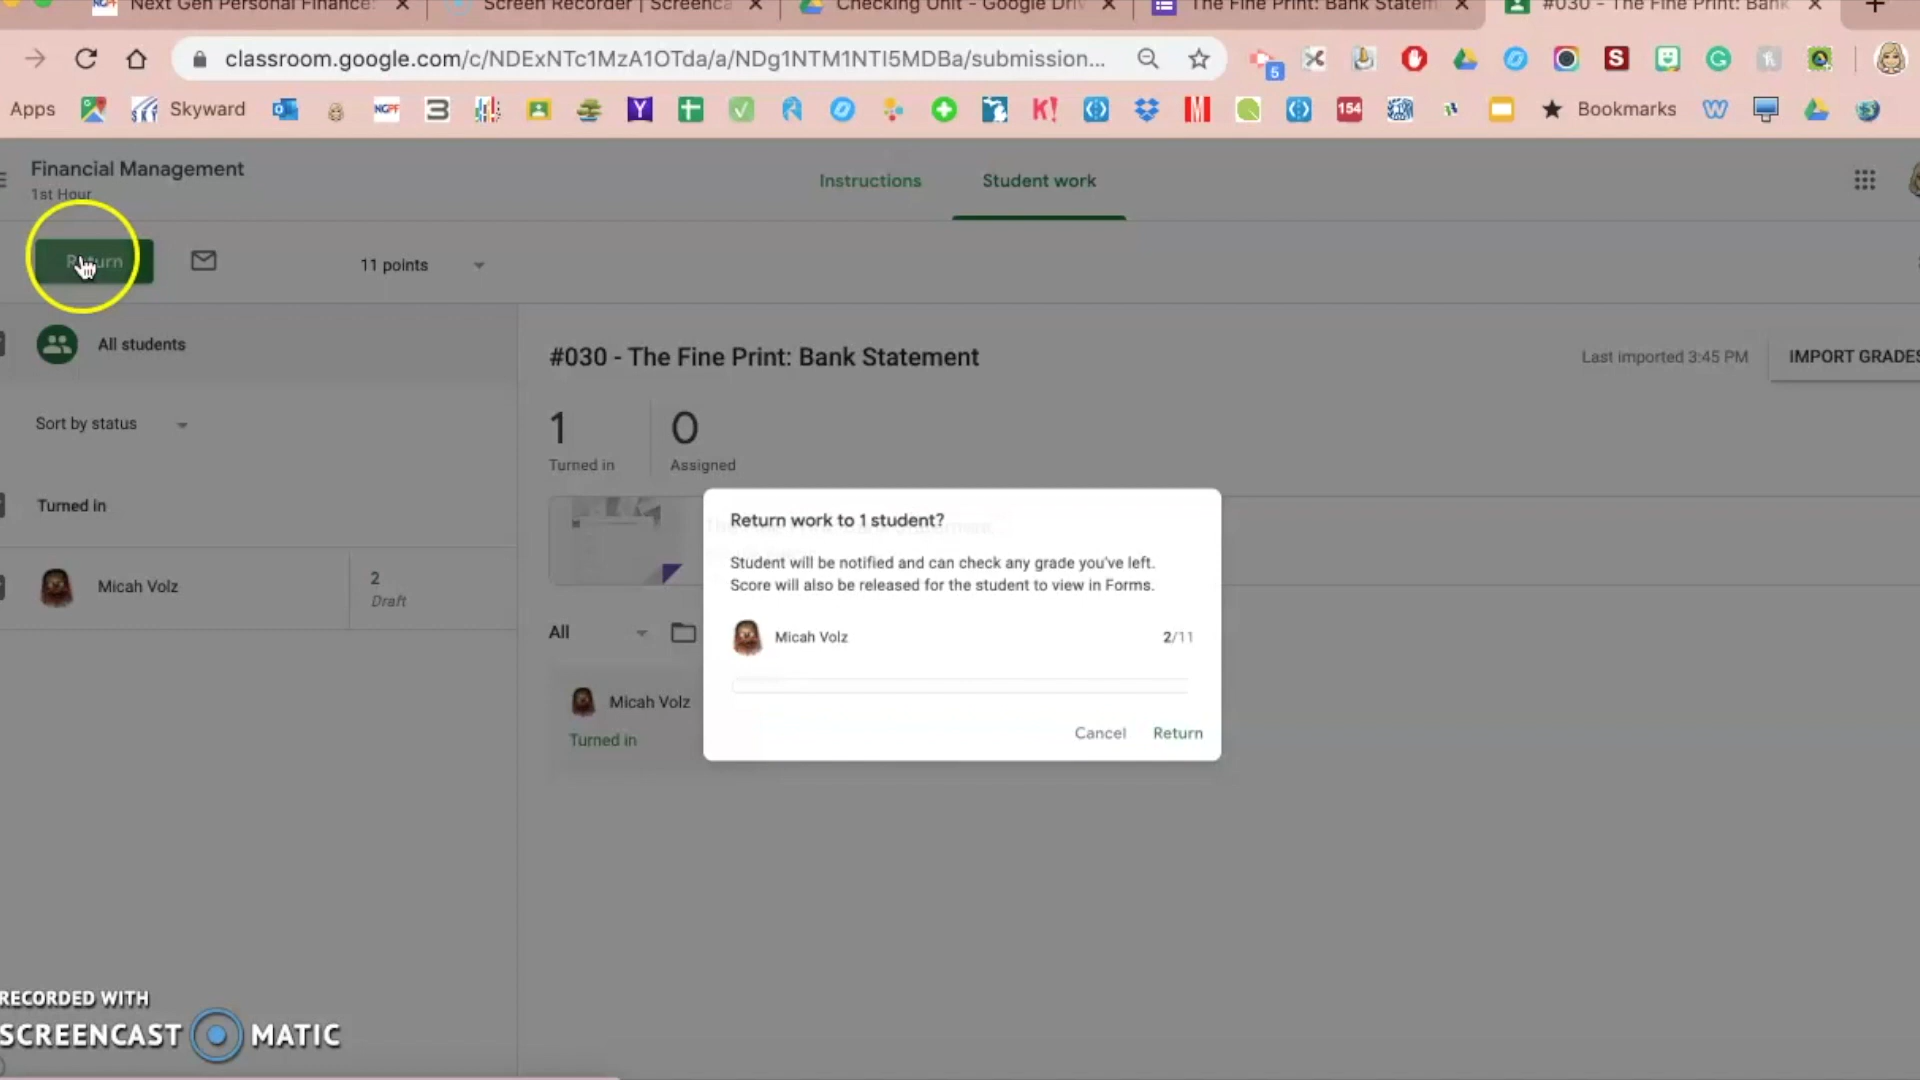 Next Gen Personal Finance:
Screen Recorder | Screenca
Checking Unit - Google Driv
The Fine Print: Bank Statem
#030 - The Fine Print: Bank
classroom.google.com/c/NDExNTc1MzA1OTda/a/NDg1NTM1NTI5MDBa/submission...
5
S
Apps
Skyward
NGPF
Y
K!
154
Bookmarks
W
Financial Management
1st Hour
Instructions
Student work
Return
11 points
All students
#030 - The Fine Print: Bank Statement
Last imported 3:45 PM
IMPORT GRADES
Sort by status
1
Turned in
0
Assigned
Turned in
Micah Volz
2
Draft
All
Micah Volz
Turned in
Return work to 1 student?
Student will be notified and can check any grade you've left.
Score will also be released for the student to view in Forms.
Micah Volz
2/11
Cancel
Return
RECORDED WITH
SCREENCAST MATIC